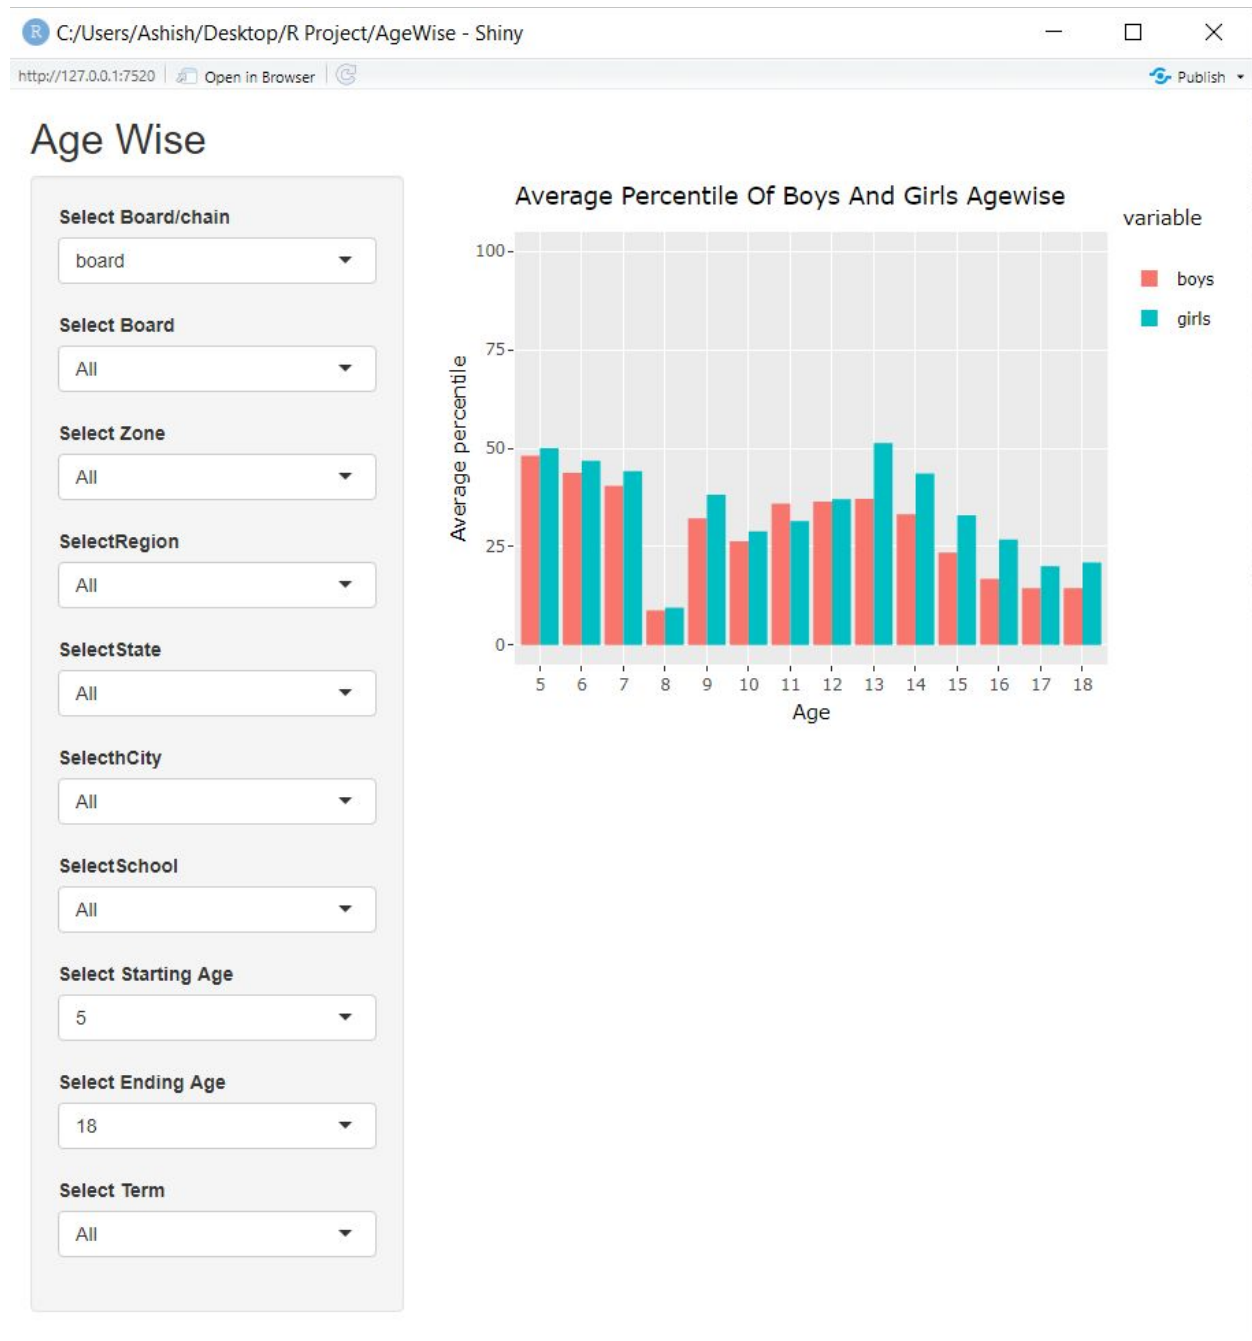 R C:/Users/Ashish/Desktop/R Project/AgeWise - Shiny
http://127.0.0.1:7520 Open in Browser Publish
Age Wise
Select Board/chain
board
Select Board
All
Select Zone
All
SelectRegion
All
SelectState
All
SelecthCity
All
SelectSchool
All
Select Starting Age
5
Select Ending Age
18
Select Term
All
Average Percentile Of Boys And Girls Agewise
variable
boys
girls
Average percentile
100
75
50
25
0
5 6 7 8 9 10 11 12 13 14 15 16 17 18
Age